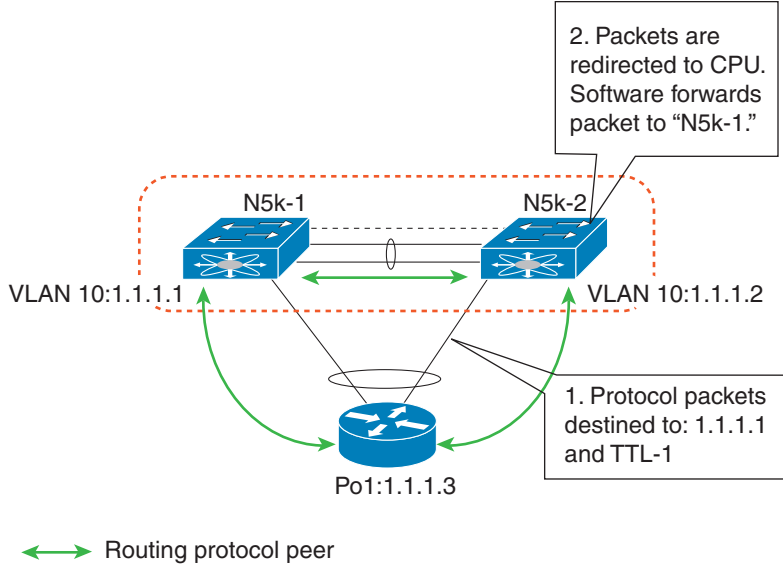 2. Packets are
redirected to CPU.
Software forwards
packet to “N5k-1.”
N5k-1
N5k-2
VLAN 10:1.1.1.1
VLAN 10:1.1.1.2
1. Protocol packets
destined to: 1.1.1.1
and TTL-1
Po1:1.1.1.3
Routing protocol peer